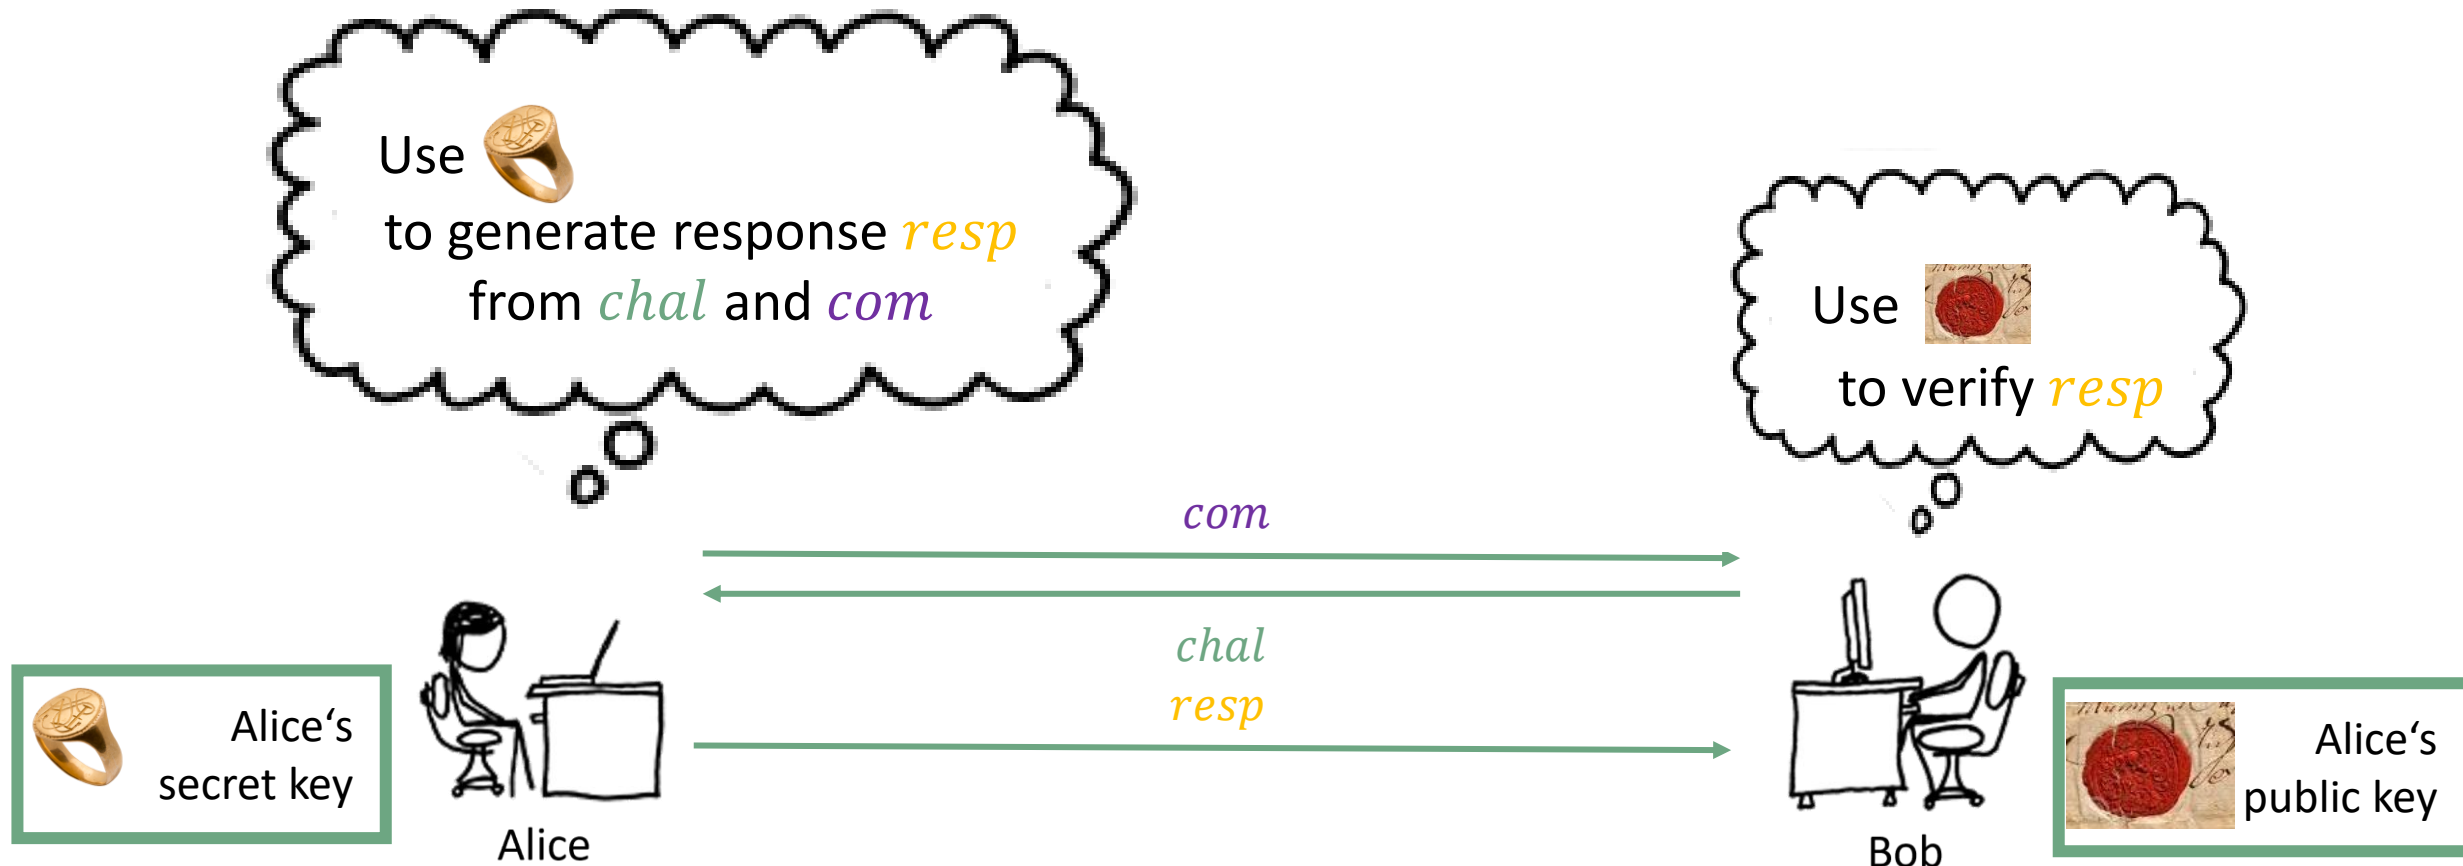 Use
to generate response resp
from chal and com
Use
to verify resp
com
chal
resp
Alice‘s
secret key
Alice
Alice‘s
public key
Bob